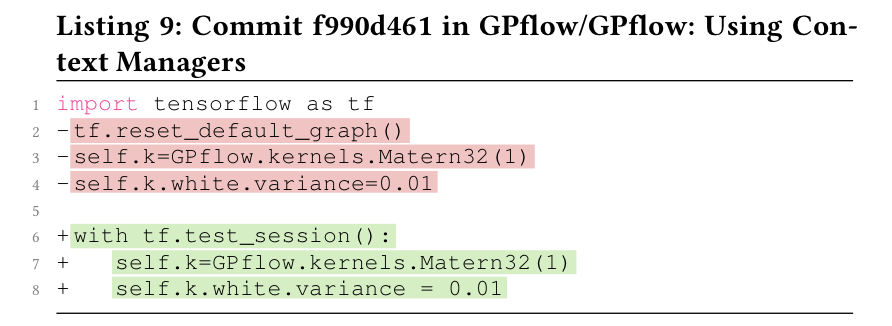 Listing 9: Commit f990d461 in GPflow/GPflow: Using Con-
text Managers
1 import tensorflow as tf
2 -tf.reset_default_graph()
3 -self.k=GPflow.kernels.Matern32(1)
4 -self.k.white.variance=0.01
5
6 +with tf.test_session():
7 +   self.k=GPflow.kernels.Matern32(1)
8 +   self.k.white.variance = 0.01